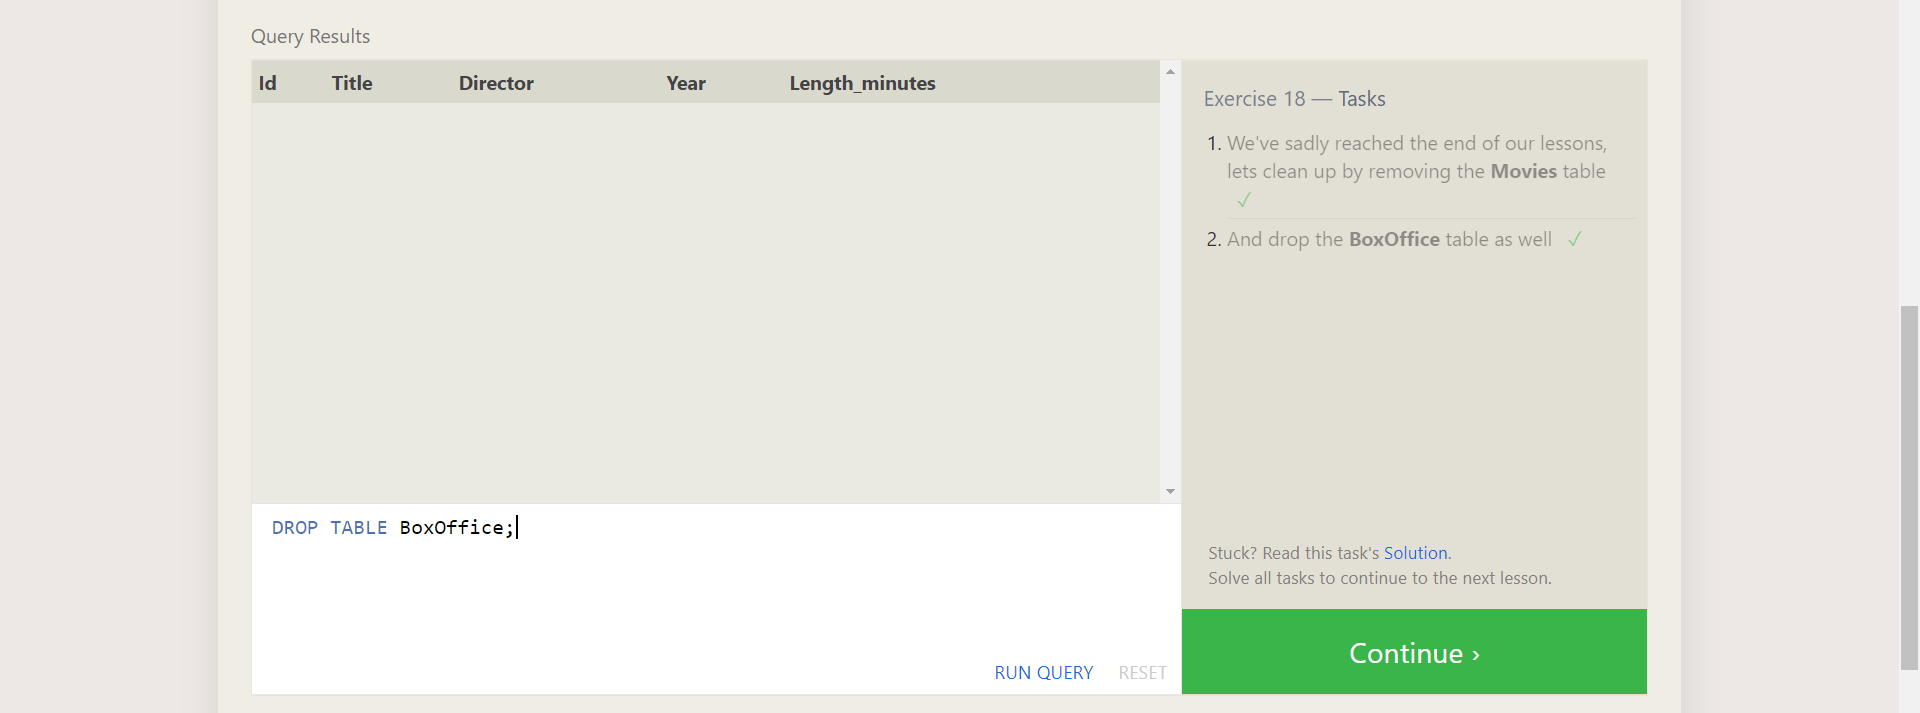 Query Results
Id Title Director Year Length_minutes
DROP TABLE BoxOffice;
RUN QUERY RESET
Exercise 18 — Tasks
1. We've sadly reached the end of our lessons,
lets clean up by removing the Movies table
✓
2. And drop the BoxOffice table as well ✓
Stuck? Read this task's Solution.
Solve all tasks to continue to the next lesson.
Continue ›